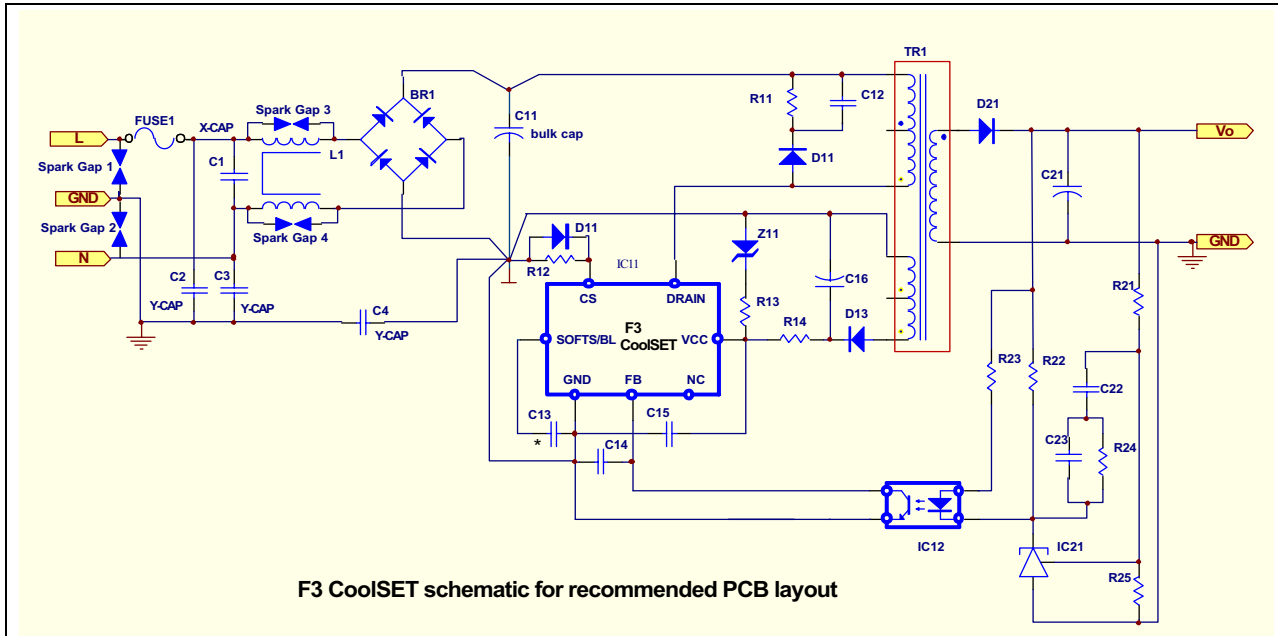 TR1
BR1
R11
C12
D21
Spark Gap 3
C11
bulk cap
FUSE1
X-CAP
L
Vo
L1
C1
D11
Spark Gap 1
C21
GND
Spark Gap 2
Spark Gap 4
D11
Z11
GND
N
R12
IC11
C16
C2
C3
CS
DRAIN
R21
Y-CAP
Y-CAP
C4
R13
Y-CAP
F3
CoolSET
SOFTS/BL
VCC
R14
D13
R23
R22
GND
FB
NC
C22
C13
C15
*
C14
C23
R24
IC12
IC21
R25
F3 CoolSET schematic for recommended PCB layout